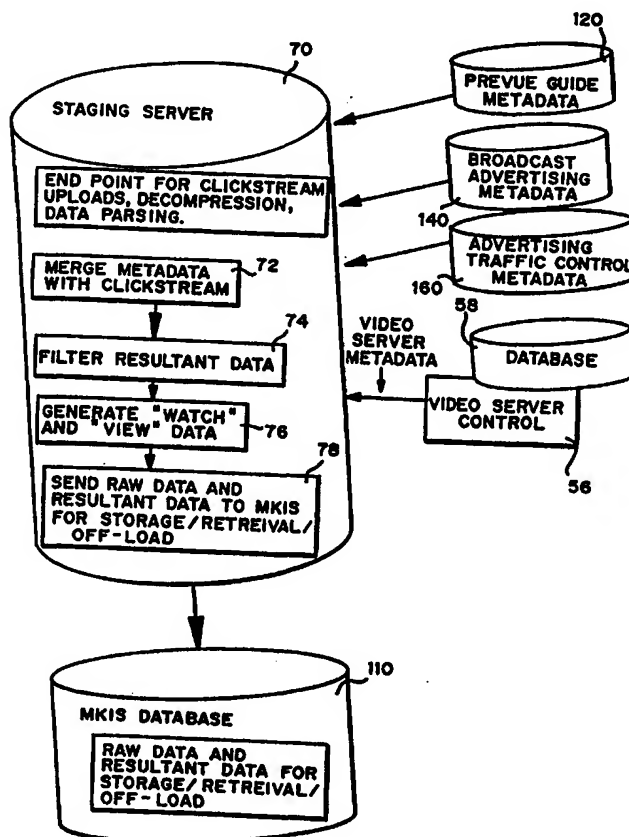 70
STAGING SERVER
END POINT FOR CLICKSTREAM
UPLOADS, DECOMPRESSION,
DATA PARSING.
MERGE METADATA
WITH CLICKSTREAM
72
FILTER RESULTANT DATA
74
GENERATE "WATCH"
AND "VIEW" DATA
76
78
SEND RAW DATA AND
RESULTANT DATA TO MKIS
FOR STORAGE/RETREIVAL/
OFF-LOAD
120
PREVUE GUIDE
METADATA
BROADCAST
ADVERTISING
METADATA
140
ADVERTISING
TRAFFIC CONTROL
METADATA
160
58
VIDEO
SERVER
METADATA
DATABASE
VIDEO SERVER
CONTROL
56
110
MKIS DATABASE
RAW DATA AND
RESULTANT DATA FOR
STORAGE/RETREIVAL/
OFF-LOAD